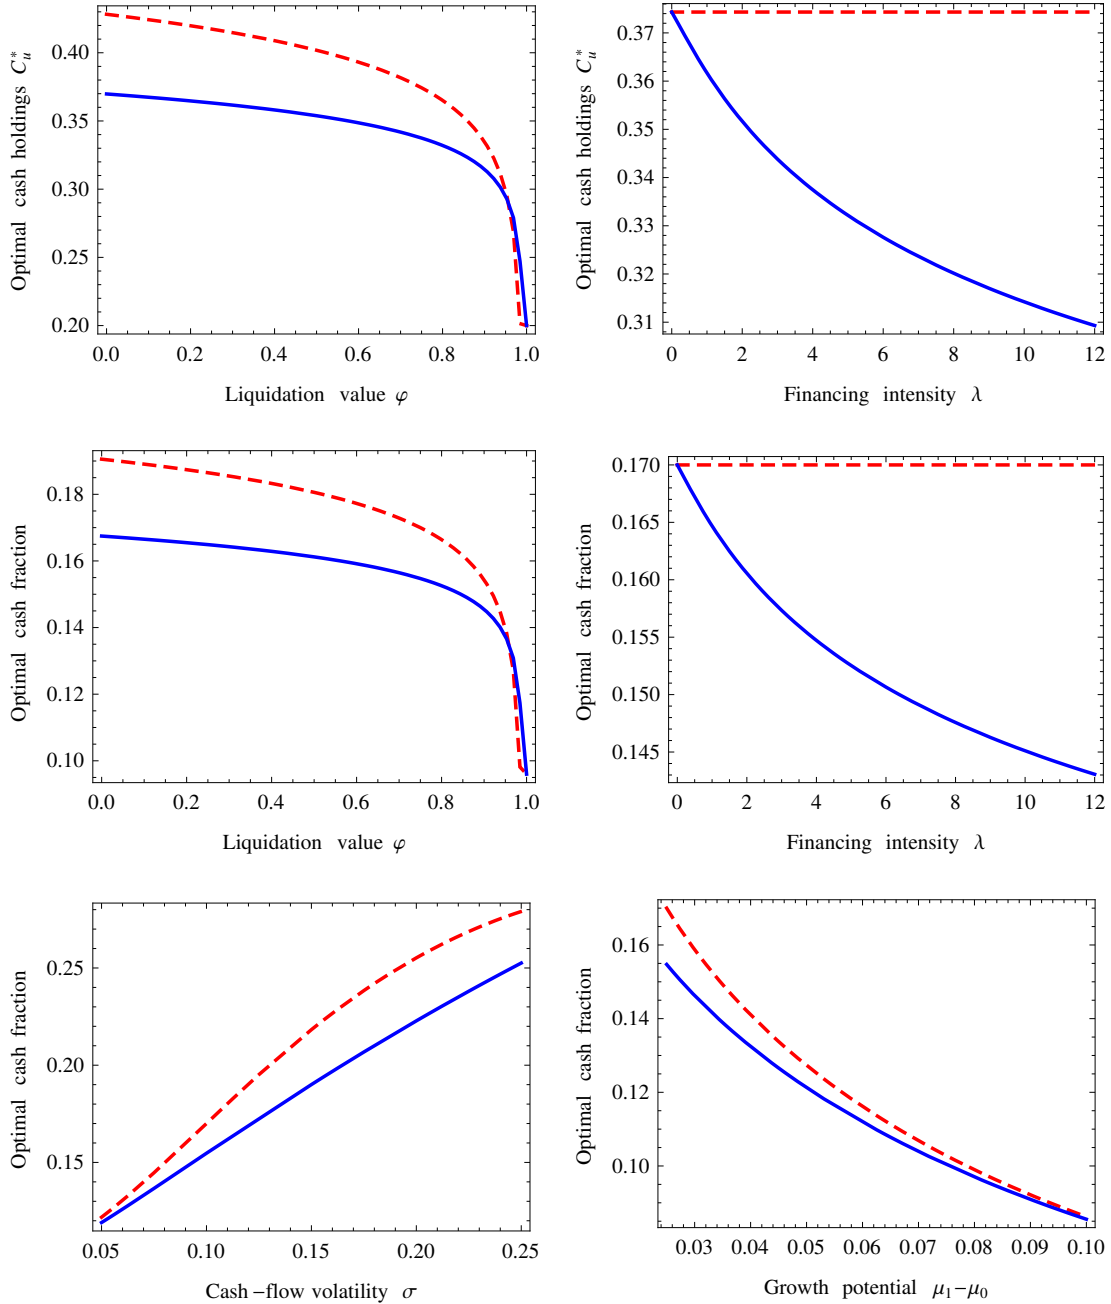 Optimal cash holdings C*u
0.40
0.35
0.30
0.25
0.20
0.0 0.2 0.4 0.6 0.8 1.0
Liquidation value φ
Optimal cash holdings C*u
0.37
0.36
0.35
0.34
0.33
0.32
0.31
0 2 4 6 8 10 12
Financing intensity λ
Optimal cash fraction
0.18
0.16
0.14
0.12
0.10
0.0 0.2 0.4 0.6 0.8 1.0
Liquidation value φ
Optimal cash fraction
0.170
0.165
0.160
0.155
0.150
0.145
0 2 4 6 8 10 12
Financing intensity λ
Optimal cash fraction
0.25
0.20
0.15
0.05 0.10 0.15 0.20 0.25
Cash-flow volatility σ
Optimal cash fraction
0.16
0.14
0.12
0.10
0.03 0.04 0.05 0.06 0.07 0.08 0.09 0.10
Growth potential μ1-μ0